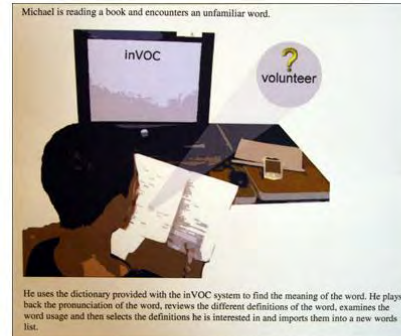 Michael is reading a book and encounters an unfamiliar word.
inVOC
?
volunteer
He uses the dictionary provided with the inVOC system to find the meaning of the word. He plays
back the pronunciation of the word, reviews the different definitions of the word, examines the
word usage and then selects the definitions he is interested in and imports them into a new words
list.